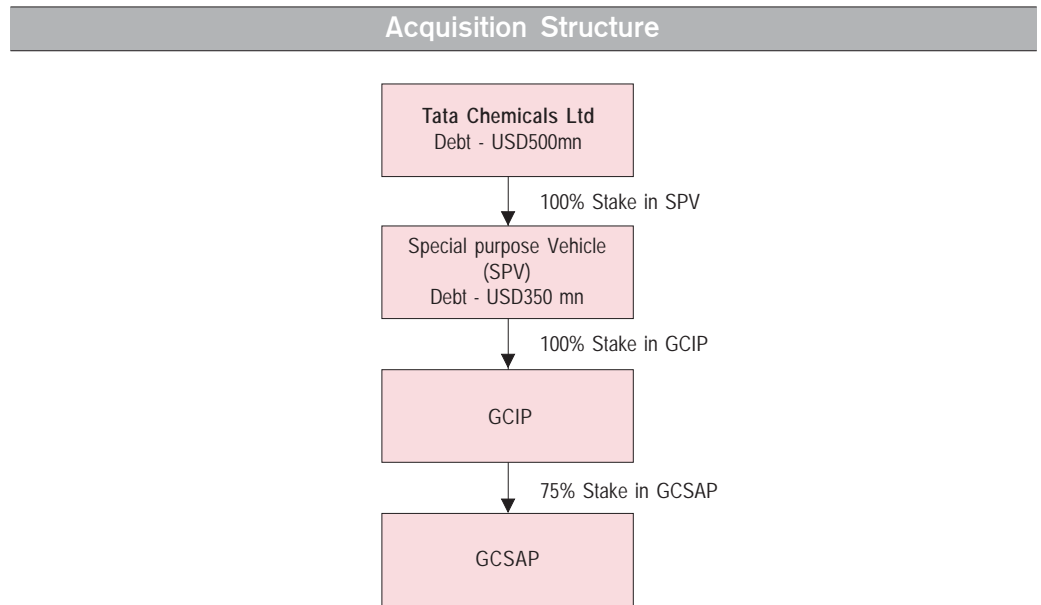 Acquisition Structure
Tata Chemicals Ltd
Debt - USD500mn
100% Stake in SPV
Special purpose Vehicle
(SPV)
Debt - USD350 mn
100% Stake in GCIP
GCIP
75% Stake in GCSAP
GCSAP